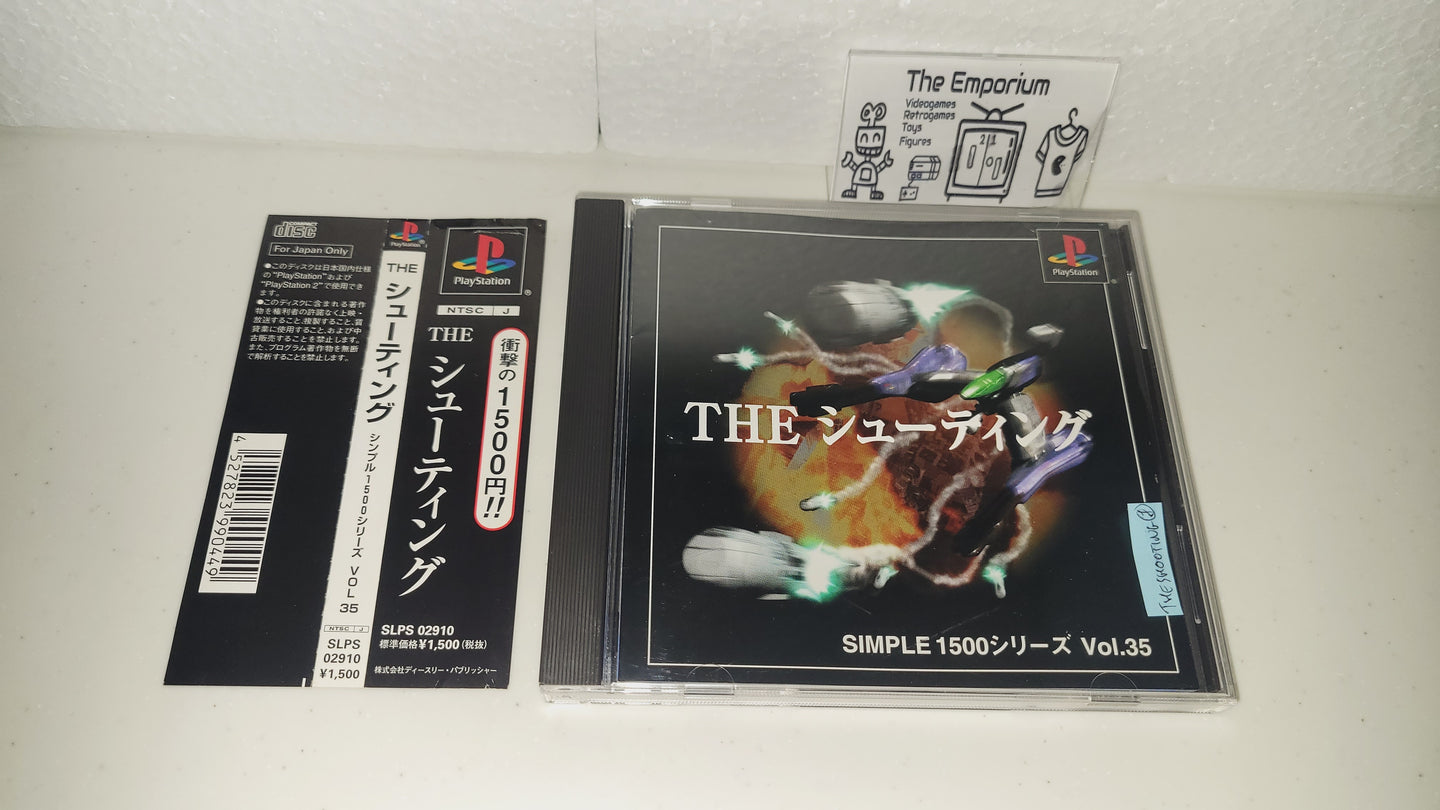 The Emporium
Videogames
Retrogames
Toys
Figures
21
COMPACT
disc
For Japan Only
●このディスクは日本国内仕様
の"PlayStation"および
"PlayStation 2"で使用でき
ます。
●このディスクに含まれる著作
物を権利者の許諾なく上映・
放送すること、複製すること、賃
貸業に使用すること、および中
古販売することを禁止します。
また、プログラム著作物を無断
で解析することを禁止します。
4 527823 990449
PlayStation
THE シューティング
シンプル1500シリーズ VOL 35
NTSC J
SLPS
02910
¥1,500
PlayStation
NTSC J
THE シューティング
衝撃の1500円!!
SLPS 02910
標準価格¥1,500(税抜)
株式会社ディースリー・パブリッシャー
PlayStation
THE シューティング
SIMPLE 1500シリーズ Vol.35
THE SHOOTING